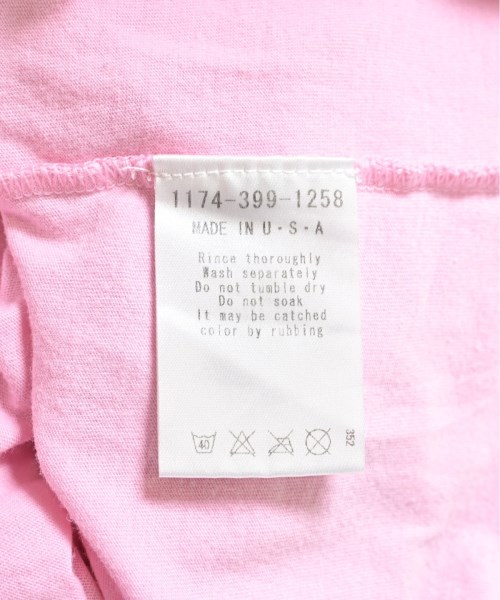 1174-399-1258
MADE IN U・S・A
Rince thoroughly
Wash separately
Do not tumble dry
Do not soak
It may be catched
color by rubbing
40
352